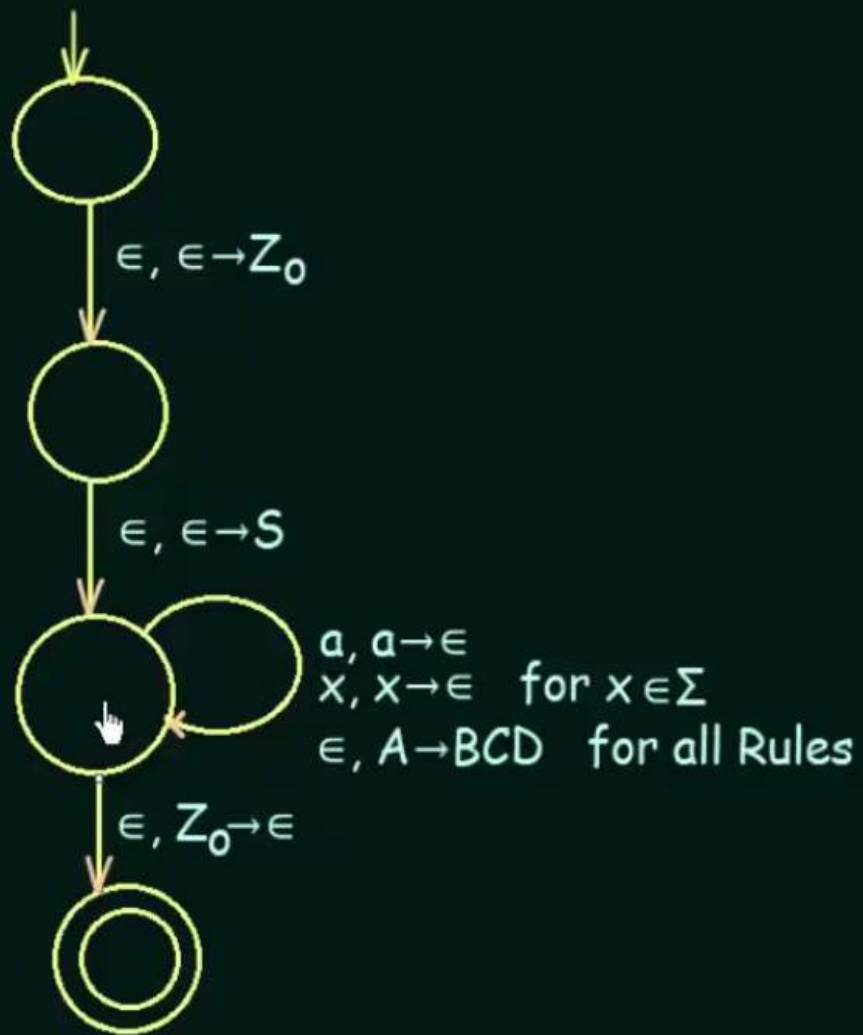 ∈, ∈→Z₀
∈, ∈→S
a, a→∈
x, x→∈ for x∈Σ
∈, A→BCD for all Rules
∈, Z₀→∈